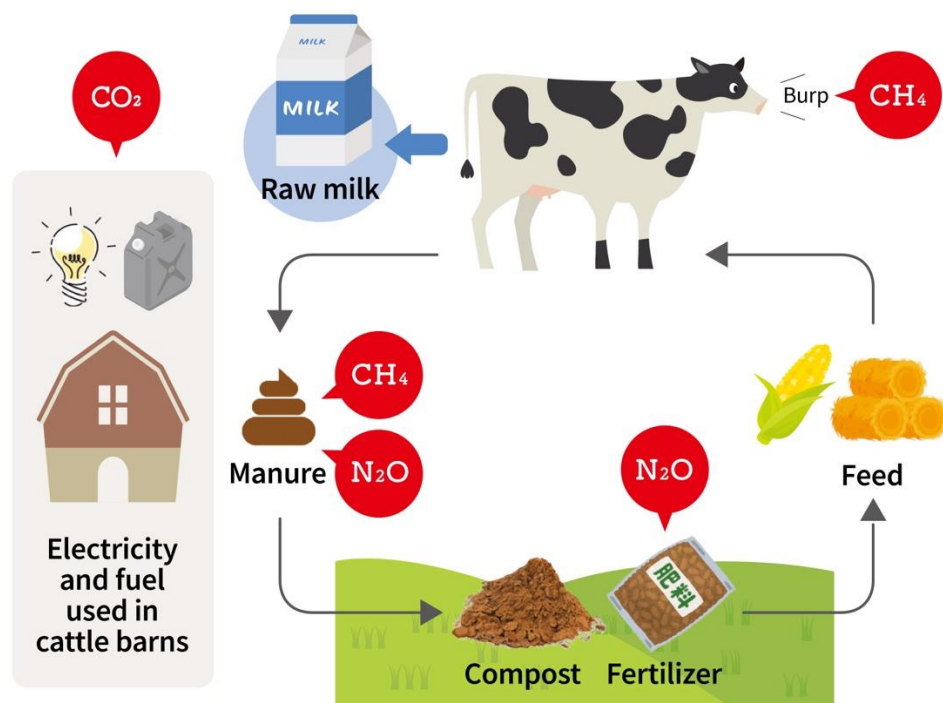 CO₂
MILK
MILK
Raw milk
Burp
CH₄
Electricity
and fuel
used in
cattle barns
Manure
CH₄
N₂O
N₂O
肥料
Compost
Fertilizer
Feed